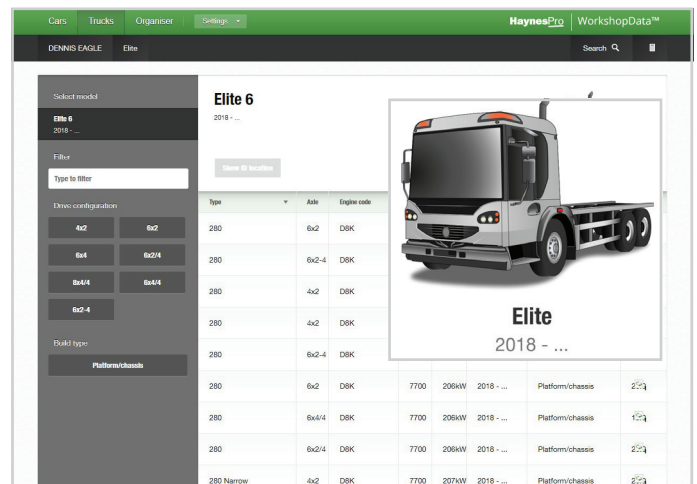 Cars Trucks Organiser Settings HaynesPro WorkshopData™
DENNIS EAGLE Elite Search
Select model
Elite 6
2018 - ...
Filter
Type to filter
Drive configuration
4x2 6x2
6x4 6x2/4
8x4/4 6x4/4
6x2-4
Build type
Platform/chassis
Elite 6
2018 - ...
Show ID location
Type Axle Engine code
280 6x2 D8K
280 6x2-4 D8K
280 4x2 D8K
280 4x2 D8K
280 6x2-4 D8K
280 6x2 D8K 7700 206kW 2018 - ... Platform/chassis
280 6x4/4 D8K 7700 206kW 2018 - ... Platform/chassis
280 6x2/4 D8K 7700 206kW 2018 - ... Platform/chassis
280 Narrow 4x2 D8K 7700 207kW 2018 - ... Platform/chassis
Elite
2018 - ...